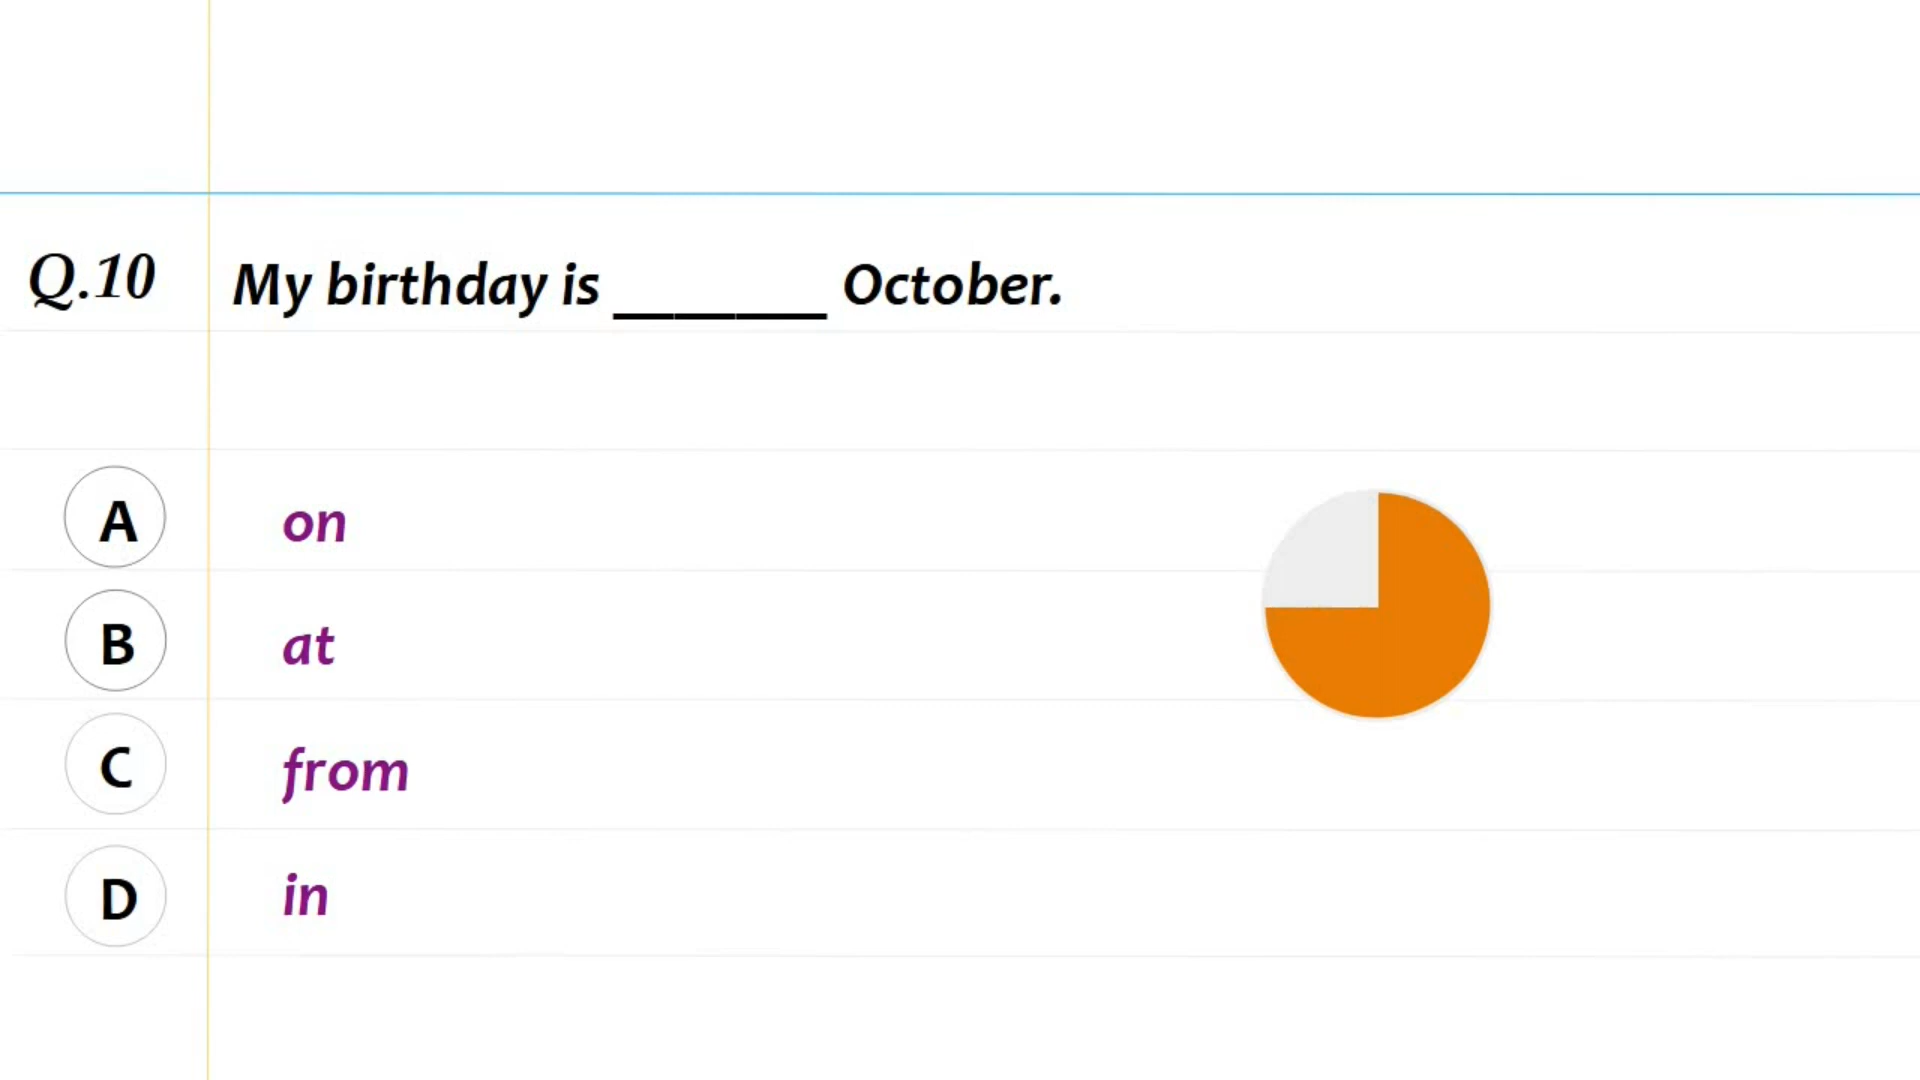 Q.10 My birthday is _______ October.
A on
B at
C from
D in